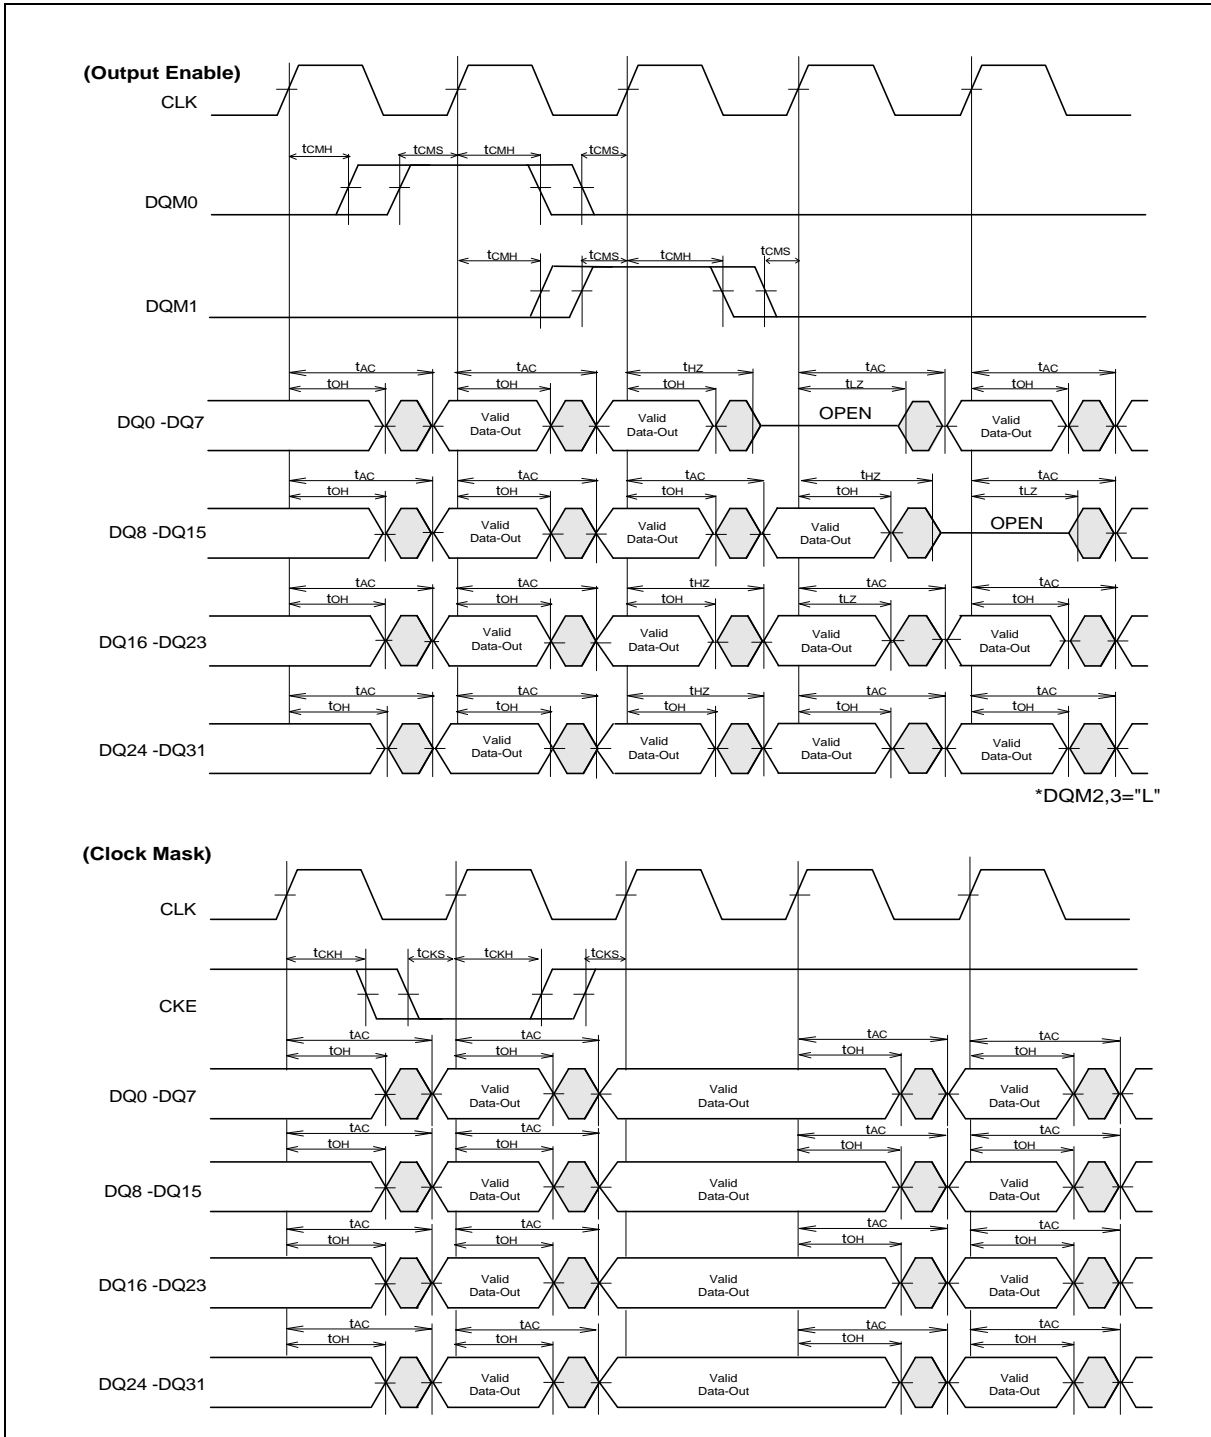 (Output Enable)
CLK
tCMH tCMS tCMH tCMS
DQM0
tCMH tCMS tCMH tCMS
DQM1
tAC tAC tHZ tAC tAC
tOH tOH tOH tLZ tOH
DQ0 -DQ7 Valid Data-Out Valid Data-Out OPEN Valid Data-Out
tAC tAC tAC tHZ tAC
tOH tOH tOH tOH tLZ
DQ8 -DQ15 Valid Data-Out Valid Data-Out Valid Data-Out OPEN
tAC tAC tHZ tAC tAC
tOH tOH tOH tLZ tOH
DQ16 -DQ23 Valid Data-Out Valid Data-Out Valid Data-Out Valid Data-Out
tAC tAC tHZ tAC tAC
tOH tOH tOH tOH tOH
DQ24 -DQ31 Valid Data-Out Valid Data-Out Valid Data-Out Valid Data-Out
*DQM2,3="L"
(Clock Mask)
CLK
tCKH tCKS tCKH tCKS
CKE
tAC tAC tAC tAC
tOH tOH tOH tOH
DQ0 -DQ7 Valid Data-Out Valid Data-Out Valid Data-Out
tAC tAC tAC tAC
tOH tOH tOH tOH
DQ8 -DQ15 Valid Data-Out Valid Data-Out Valid Data-Out
tAC tAC tAC tAC
tOH tOH tOH tOH
DQ16 -DQ23 Valid Data-Out Valid Data-Out Valid Data-Out
tAC tAC tAC tAC
tOH tOH tOH tOH
DQ24 -DQ31 Valid Data-Out Valid Data-Out Valid Data-Out